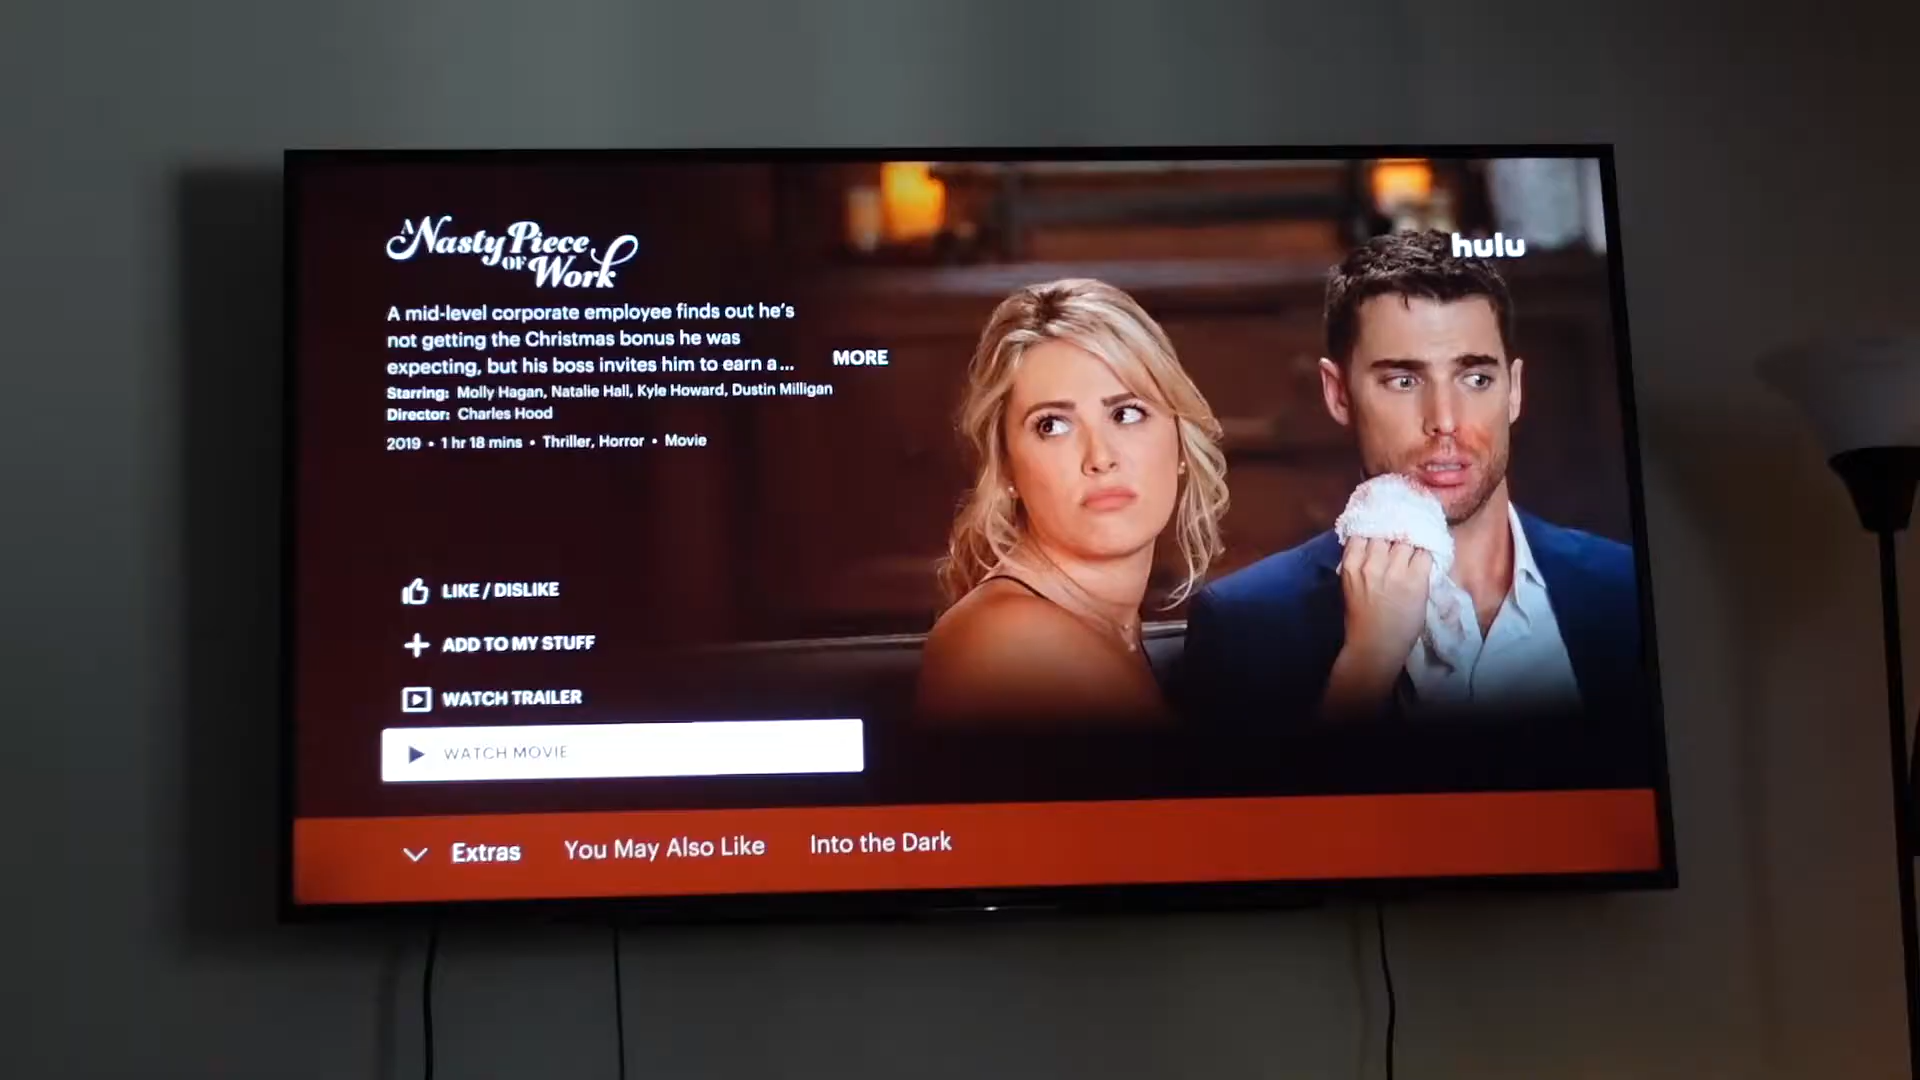 A Nasty Piece
OF Work
hulu
A mid-level corporate employee finds out he's
not getting the Christmas bonus he was
expecting, but his boss invites him to earn a...
MORE
Starring: Molly Hagan, Natalie Hall, Kyle Howard, Dustin Milligan
Director: Charles Hood
2019 • 1 hr 18 mins • Thriller, Horror • Movie
LIKE / DISLIKE
ADD TO MY STUFF
WATCH TRAILER
WATCH MOVIE
Extras You May Also Like Into the Dark